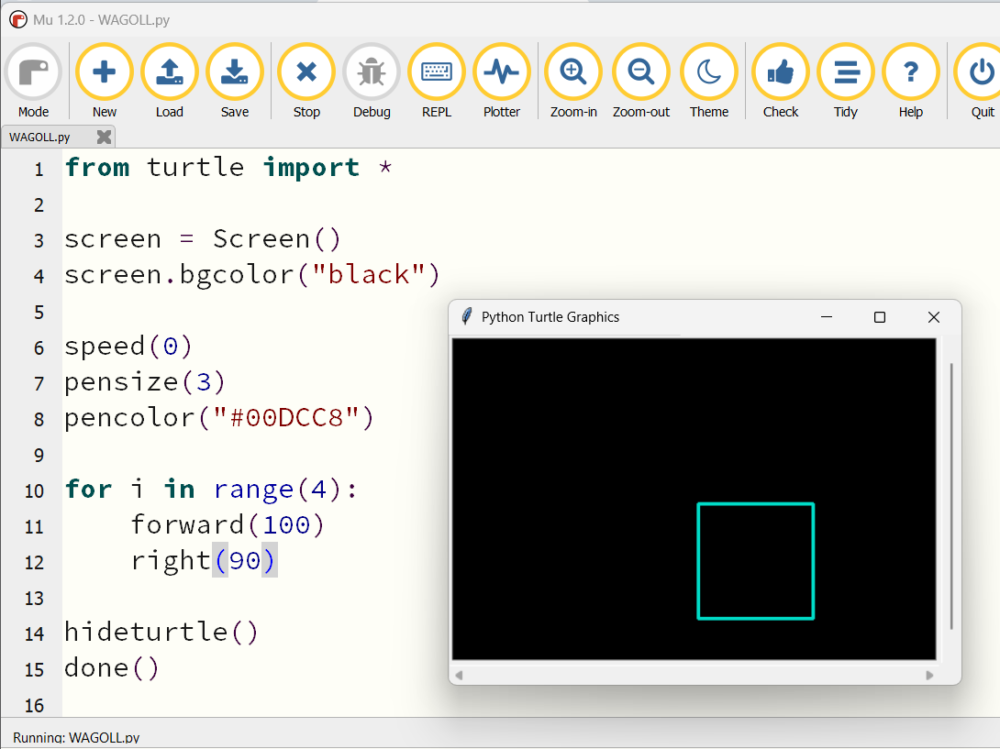 Mu 1.2.0 - WAGOLL.py
Mode New Load Save Stop Debug REPL Plotter Zoom-in Zoom-out Theme Check Tidy Help Quit
WAGOLL.py
1 from turtle import *
2
3 screen = Screen()
4 screen.bgcolor("black")
5
6 speed(0)
7 pensize(3)
8 pencolor("#00DCC8")
9
10 for i in range(4):
11     forward(100)
12     right(90)
13
14 hideturtle()
15 done()
16
Python Turtle Graphics
Running: WAGOLL.py